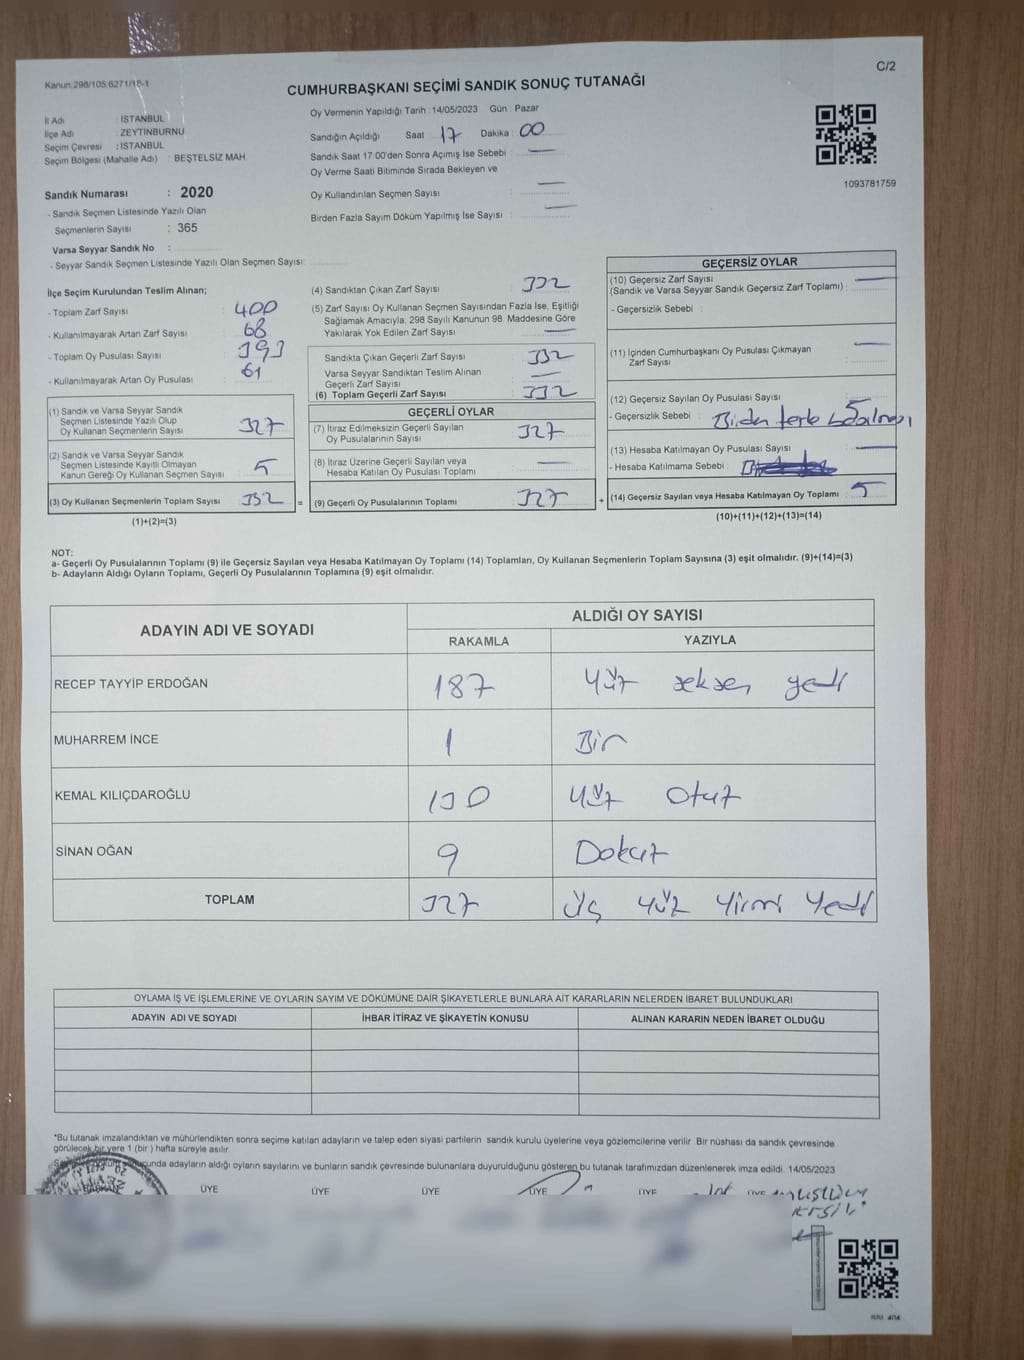 Kanun:298/105,6271/18-1
C/2
CUMHURBAŞKANI SEÇİMİ SANDIK SONUÇ TUTANAĞI
Oy Vermenin Yapıldığı Tarih : 14/05/2023 Gün : Pazar
İl Adı : İSTANBUL
İlçe Adı : ZEYTİNBURNU
Seçim Çevresi : İSTANBUL
Seçim Bölgesi (Mahalle Adı) : BEŞTELSİZ MAH.
Sandığın Açıldığı Saat 17 Dakika : 00
Sandık Saat 17 00'den Sonra Açımış İse Sebebi : —
Oy Verme Saati Bitiminde Sırada Bekleyen ve
Oy Kullandırılan Seçmen Sayısı : —
Birden Fazla Sayım Döküm Yapılmış İse Sayısı : —
1093781759
Sandık Numarası : 2020
- Sandık Seçmen Listesinde Yazılı Olan
Seçmenlerin Sayısı : 365
Varsa Seyyar Sandık No :
- Seyyar Sandık Seçmen Listesinde Yazılı Olan Seçmen Sayısı:
İlçe Seçim Kurulundan Teslim Alınan;
- Toplam Zarf Sayısı : 400
- Kullanılmayarak Artan Zarf Sayısı : 68
- Toplam Oy Pusulası Sayısı : 393
- Kullanılmayarak Artan Oy Pusulası : 61
(1) Sandık ve Varsa Seyyar Sandık
Seçmen Listesinde Yazılı Olup
Oy Kullanan Seçmenlerin Sayısı 327
(2) Sandık ve Varsa Seyyar Sandık
Seçmen Listesinde Kayıtlı Olmayan
Kanun Gereği Oy Kullanan Seçmen Sayısı 5
(3) Oy Kullanan Seçmenlerin Toplam Sayısı 332 =
(1)+(2)=(3)
(4) Sandıktan Çıkan Zarf Sayısı : 332
(5) Zarf Sayısı Oy Kullanan Seçmen Sayısından Fazla İse, Eşitliği
Sağlamak Amacıyla, 298 Sayılı Kanunun 98. Maddesine Göre
Yakılarak Yok Edilen Zarf Sayısı : —
Sandıkta Çıkan Geçerli Zarf Sayısı : 332
Varsa Seyyar Sandıktan Teslim Alınan
Geçerli Zarf Sayısı : —
(6) Toplam Geçerli Zarf Sayısı : 332
GEÇERLİ OYLAR
(7) İtiraz Edilmeksizin Geçerli Sayılan
Oy Pusulalarının Sayısı : 327
(8) İtiraz Üzerine Geçerli Sayılan veya
Hesaba Katılan Oy Pusulası Toplamı : —
(9) Geçerli Oy Pusulalarının Toplamı : 327 +
GEÇERSİZ OYLAR
(10) Geçersiz Zarf Sayısı
(Sandık ve Varsa Seyyar Sandık Geçersiz Zarf Toplamı) : —
- Geçersizlik Sebebi :
(11) İçinden Cumhurbaşkanı Oy Pusulası Çıkmayan
Zarf Sayısı : —
(12) Geçersiz Sayılan Oy Pusulası Sayısı : 5
- Geçersizlik Sebebi : Birden fazla basılması
(13) Hesaba Katılmayan Oy Pusulası Sayısı : —
- Hesaba Katılmama Sebebi :
(14) Geçersiz Sayılan veya Hesaba Katılmayan Oy Toplamı : 5
(10)+(11)+(12)+(13)=(14)
NOT:
a- Geçerli Oy Pusulalarının Toplamı (9) ile Geçersiz Sayılan veya Hesaba Katılmayan Oy Toplamı (14) Toplamları, Oy Kullanan Seçmenlerin Toplam Sayısına (3) eşit olmalıdır. (9)+(14)=(3)
b- Adayların Aldığı Oyların Toplamı, Geçerli Oy Pusulalarının Toplamına (9) eşit olmalıdır.
ADAYIN ADI VE SOYADI ALDIĞI OY SAYISI
RAKAMLA YAZIYLA
RECEP TAYYİP ERDOĞAN 187 Yüz seksen yedi
MUHARREM İNCE 1 Bir
KEMAL KILIÇDAROĞLU 130 Yüz otuz
SİNAN OĞAN 9 Dokuz
TOPLAM 327 Üç yüz yirmi yedi
OYLAMA İŞ VE İŞLEMLERİNE VE OYLARIN SAYIM VE DÖKÜMÜNE DAİR ŞİKAYETLERLE BUNLARA AİT KARARLARIN NELERDEN İBARET BULUNDUKLARI
ADAYIN ADI VE SOYADI İHBAR İTİRAZ VE ŞİKAYETİN KONUSU ALINAN KARARIN NEDEN İBARET OLDUĞU
*Bu tutanak imzalandıktan ve mühürlendikten sonra seçime katılan adayların ve talep eden siyasi partilerin sandık kurulu üyelerine veya gözlemcilerine verilir. Bir nüshası da sandık çevresinde
görülecek bir yere 1 (bir) hafta süreyle asılır.
adayların aldığı oyların sayılarını ve bunların sandık çevresinde bulunanlara duyurulduğunu gösteren bu tutanak tarafımızdan düzenlenerek imza edildi. 14/05/2023
BAŞKAN ÜYE ÜYE ÜYE ÜYE ÜYE ÜYE